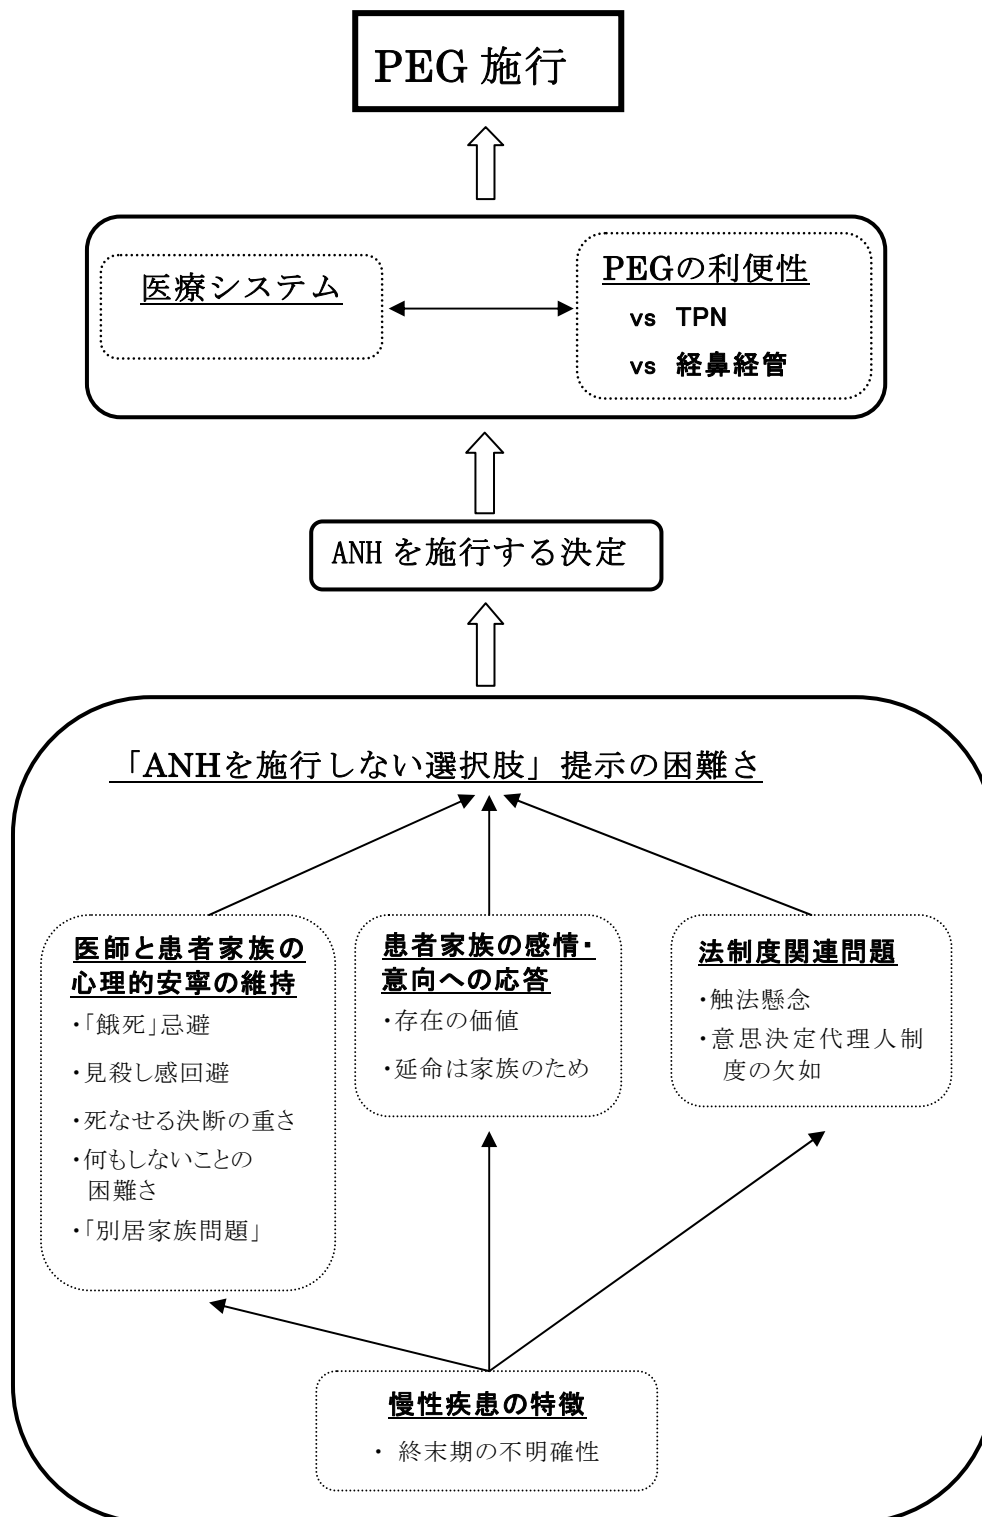 PEG 施行
医療システム
PEGの利便性
vs TPN
vs 経鼻経管
ANH を施行する決定
「ANHを施行しない選択肢」提示の困難さ
医師と患者家族の
心理的安寧の維持
・「餓死」忌避
・見殺し感回避
・死なせる決断の重さ
・何もしないことの
困難さ
・「別居家族問題」
患者家族の感情・
意向への応答
・存在の価値
・延命は家族のため
法制度関連問題
・触法懸念
・意思決定代理人制
度の欠如
慢性疾患の特徴
・ 終末期の不明確性